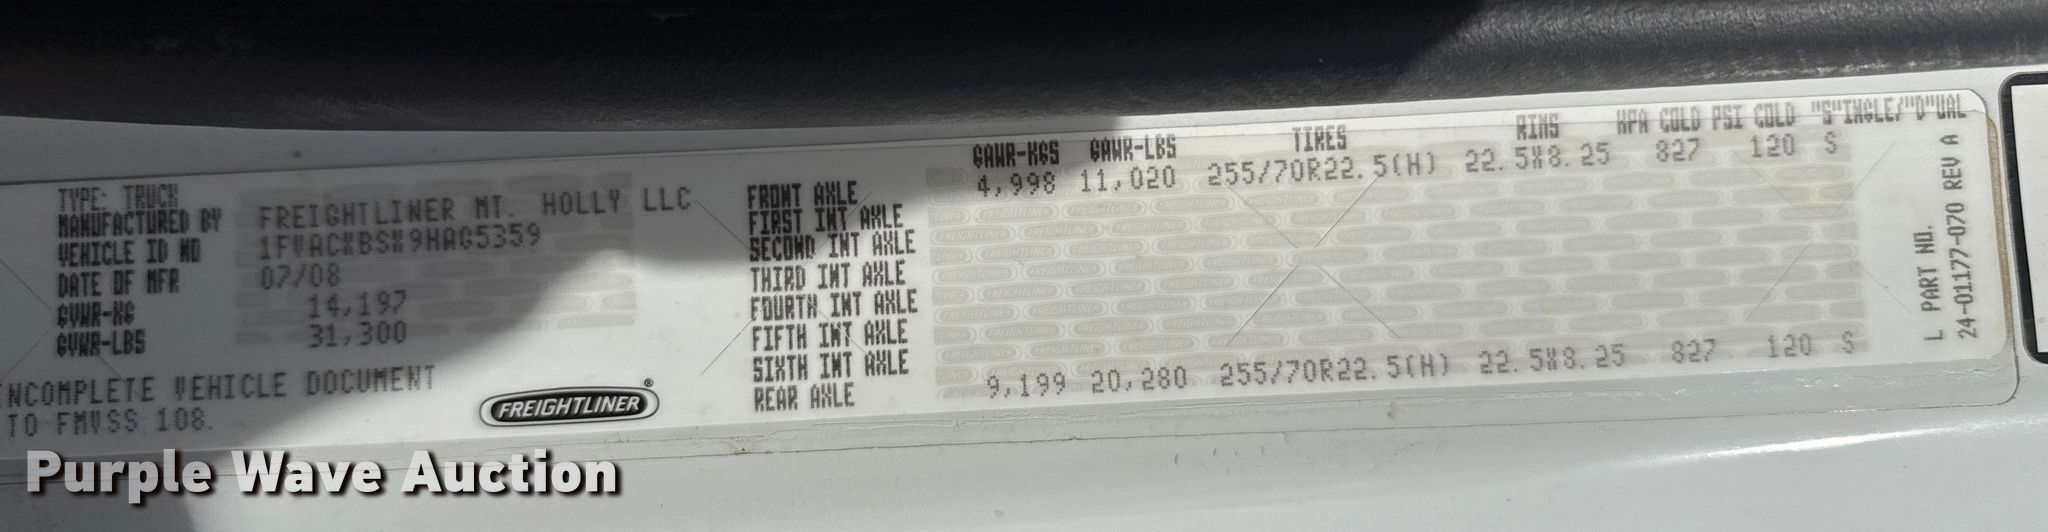 TYPE: TRUCK
MANUFACTURED BY FREIGHTLINER MT. HOLLY LLC
VEHICLE ID NO 1FVACXBSX9HAG5359
DATE OF MFR 07/08
GVWR-KG 14,197
GVWR-LBS 31,300
NCOMPLETE VEHICLE DOCUMENT
TO FMVSS 108.
FREIGHTLINER®
GAWR-KGS GAWR-LBS TIRES RIMS KPA COLD PSI COLD "S"INGLE/"D"UAL
FRONT AXLE 4,998 11,020 255/70R22.5(H) 22.5X8.25 827 120 S
FIRST INT AXLE
SECOND INT AXLE
THIRD INT AXLE
FOURTH INT AXLE
FIFTH INT AXLE
SIXTH INT AXLE
REAR AXLE 9,199 20,280 255/70R22.5(H) 22.5X8.25 827 120 S
L PART NO.
24-01177-070 REV A
Purple Wave Auction